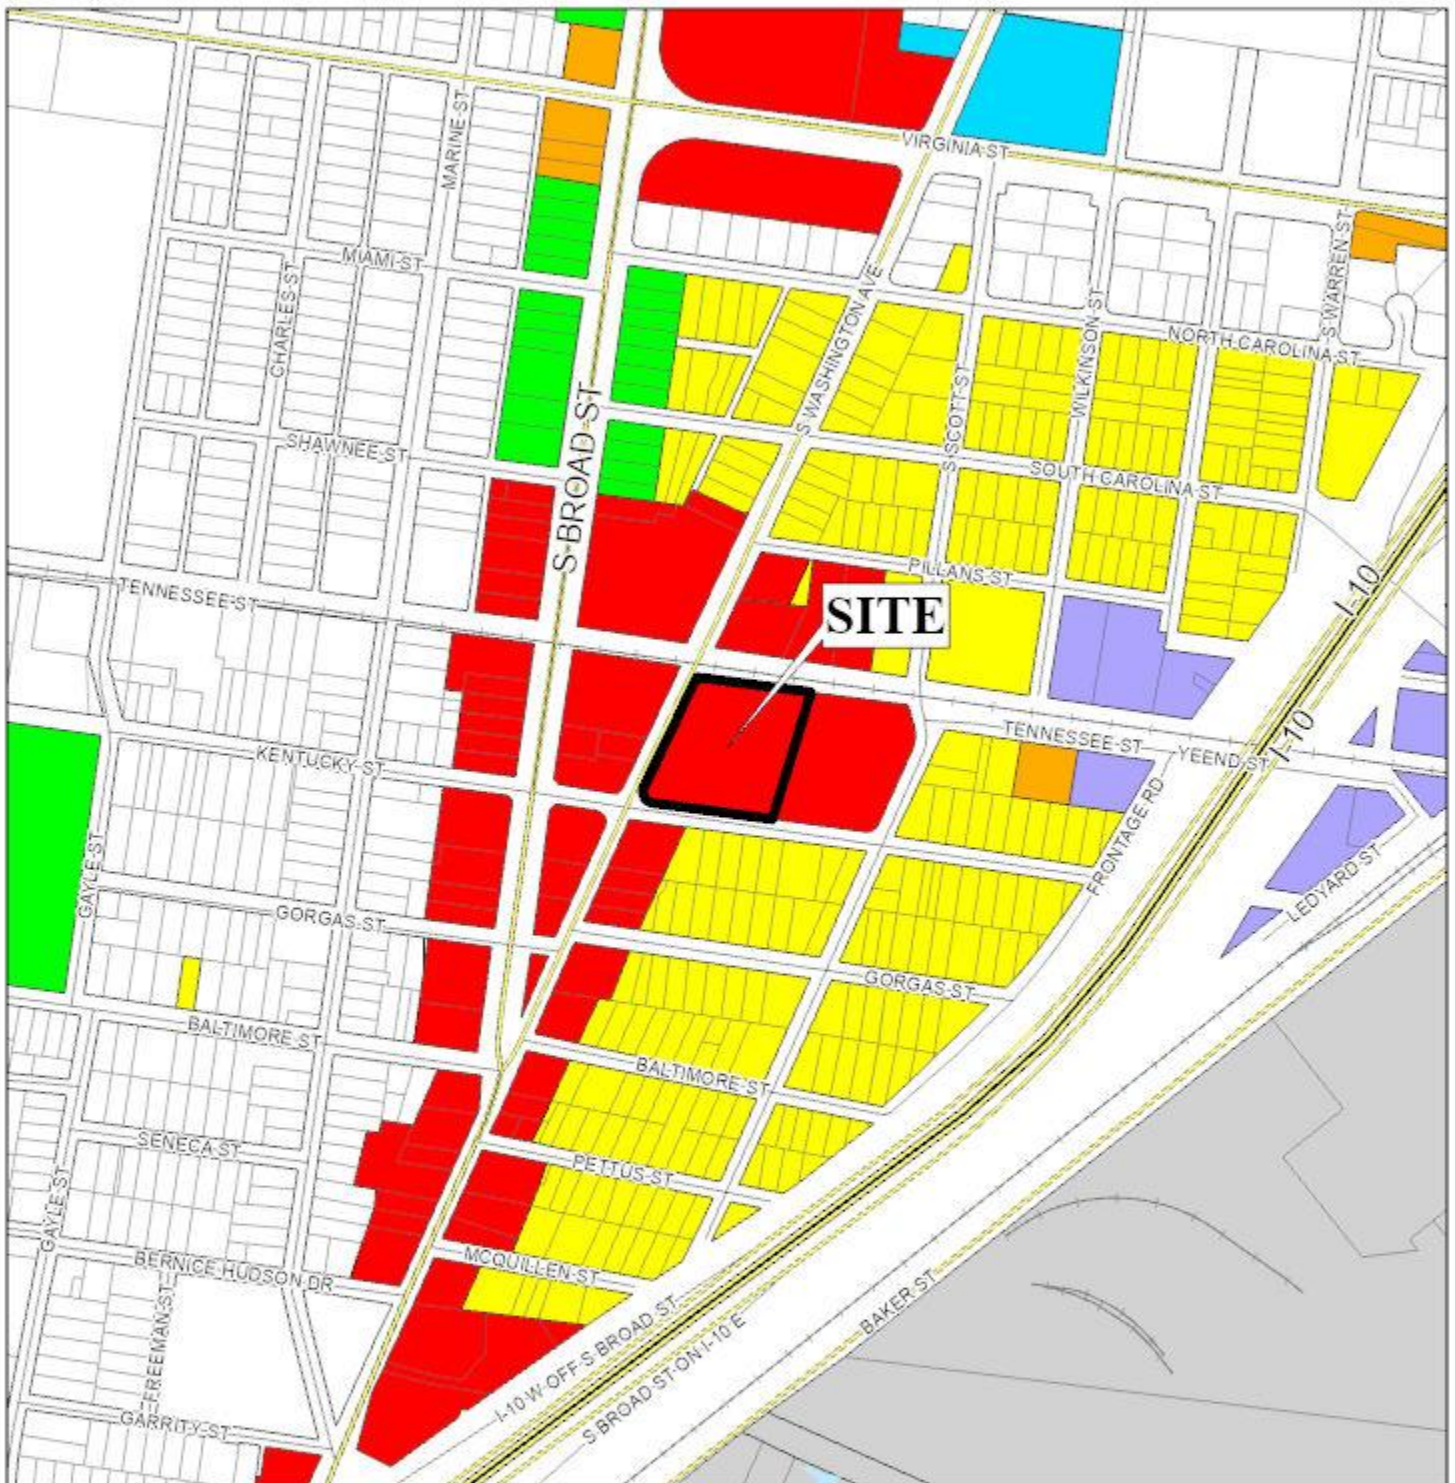 VIRGINIA ST
MARINE ST
MIAMI ST
CHARLES ST
S WASHINGTON AVE
S WARREN ST
WILKINSON ST
NORTH CAROLINA ST
S SCOTT ST
S BROAD ST
SHAWNEE ST
SOUTH CAROLINA ST
PILLANS ST
I-10
TENNESSEE ST
SITE
I-10
TENNESSEE ST
YEEND ST
KENTUCKY ST
FRONTAGE RD
GAYLE ST
LEDYARD ST
GORGAS ST
GORGAS ST
BALTIMORE ST
BALTIMORE ST
SENECA ST
PETTUS ST
GAYLE ST
BERNICE HUDSON DR
MCQUILLEN ST
FREEMAN ST
BAKER ST
I-10 W OFF S BROAD ST
S BROAD ST ON I-10 E
GARRITY ST